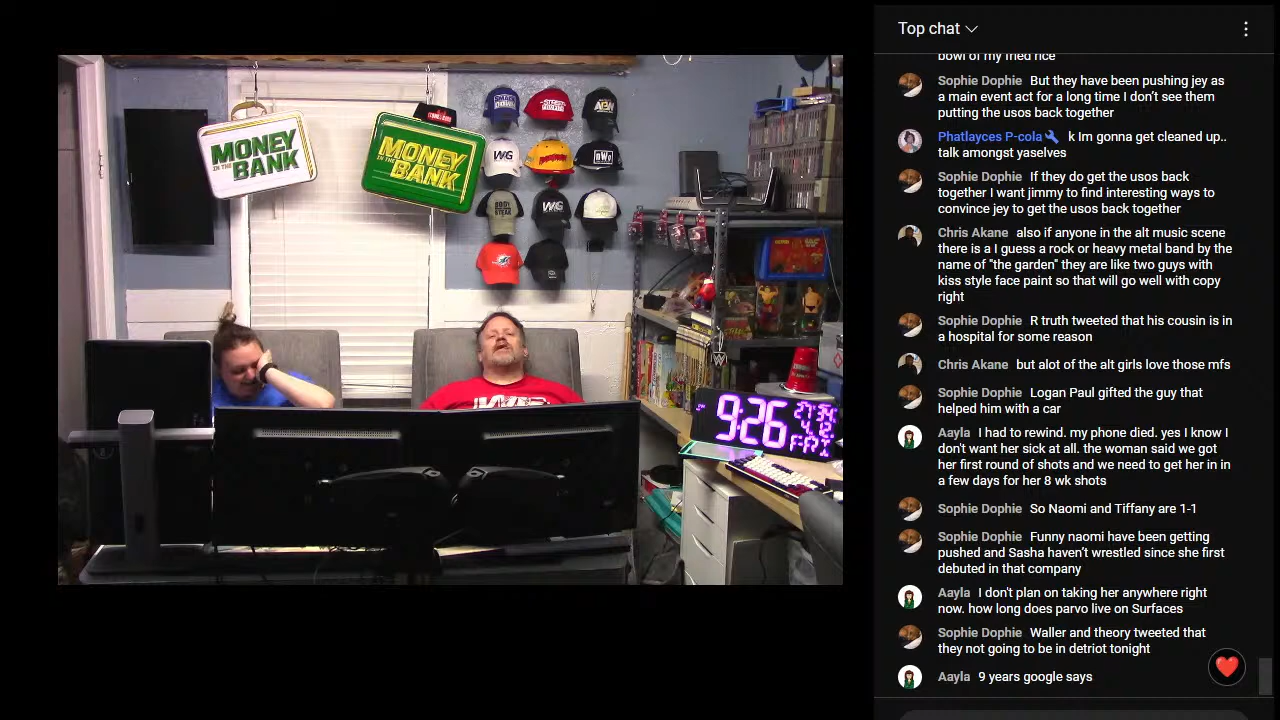 MONEY
IN THE BANK
MONEY
IN THE BANK
WG
nWo
WG
W
9:26
FRI
Top chat
bowl of my fried rice
Sophie Dophie But they have been pushing jey as
a main event act for a long time I don't see them
putting the usos back together
Phatlayces P-cola k Im gonna get cleaned up..
talk amongst yaselves
Sophie Dophie If they do get the usos back
together I want jimmy to find interesting ways to
convince jey to get the usos back together
Chris Akane also if anyone in the alt music scene
there is a I guess a rock or heavy metal band by the
name of "the garden" they are like two guys with
kiss style face paint so that will go well with copy
right
Sophie Dophie R truth tweeted that his cousin is in
a hospital for some reason
Chris Akane but alot of the alt girls love those mfs
Sophie Dophie Logan Paul gifted the guy that
helped him with a car
Aayla I had to rewind. my phone died. yes I know I
don't want her sick at all. the woman said we got
her first round of shots and we need to get her in in
a few days for her 8 wk shots
Sophie Dophie So Naomi and Tiffany are 1-1
Sophie Dophie Funny naomi have been getting
pushed and Sasha haven't wrestled since she first
debuted in that company
Aayla I don't plan on taking her anywhere right
now. how long does parvo live on Surfaces
Sophie Dophie Waller and theory tweeted that
they not going to be in detriot tonight
Aayla 9 years google says